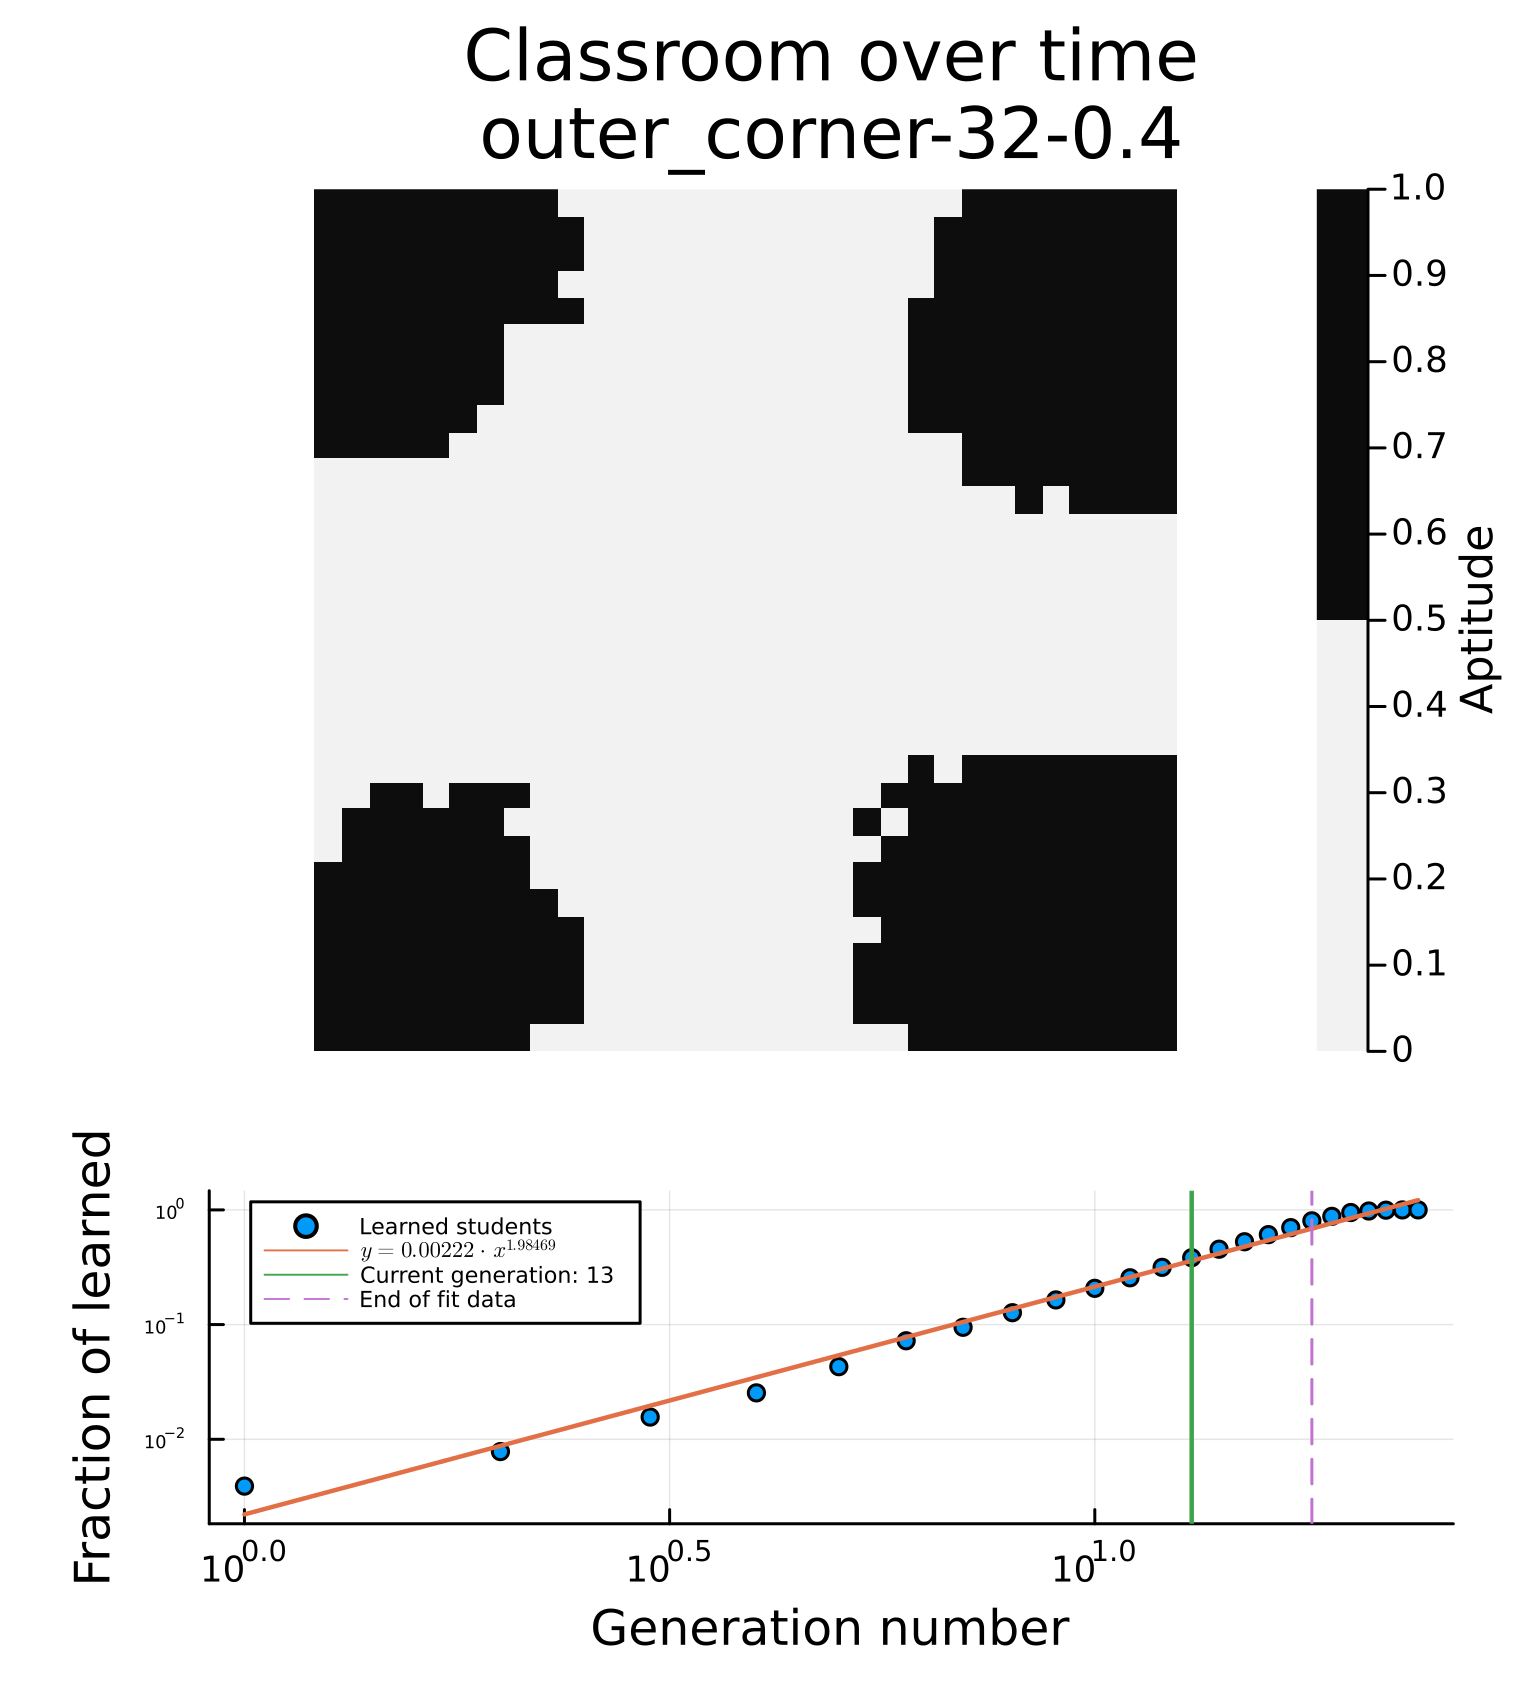 Classroom over time
outer_corner-32-0.4
1.0
0.9
0.8
0.7
0.6
0.5
0.4
0.3
0.2
0.1
0
Aptitude
Fraction of learned
10⁰
10⁻¹
10⁻²
Learned students
y = 0.00222 · x^1.98469
Current generation: 13
End of fit data
10^0.0
10^0.5
10^1.0
Generation number